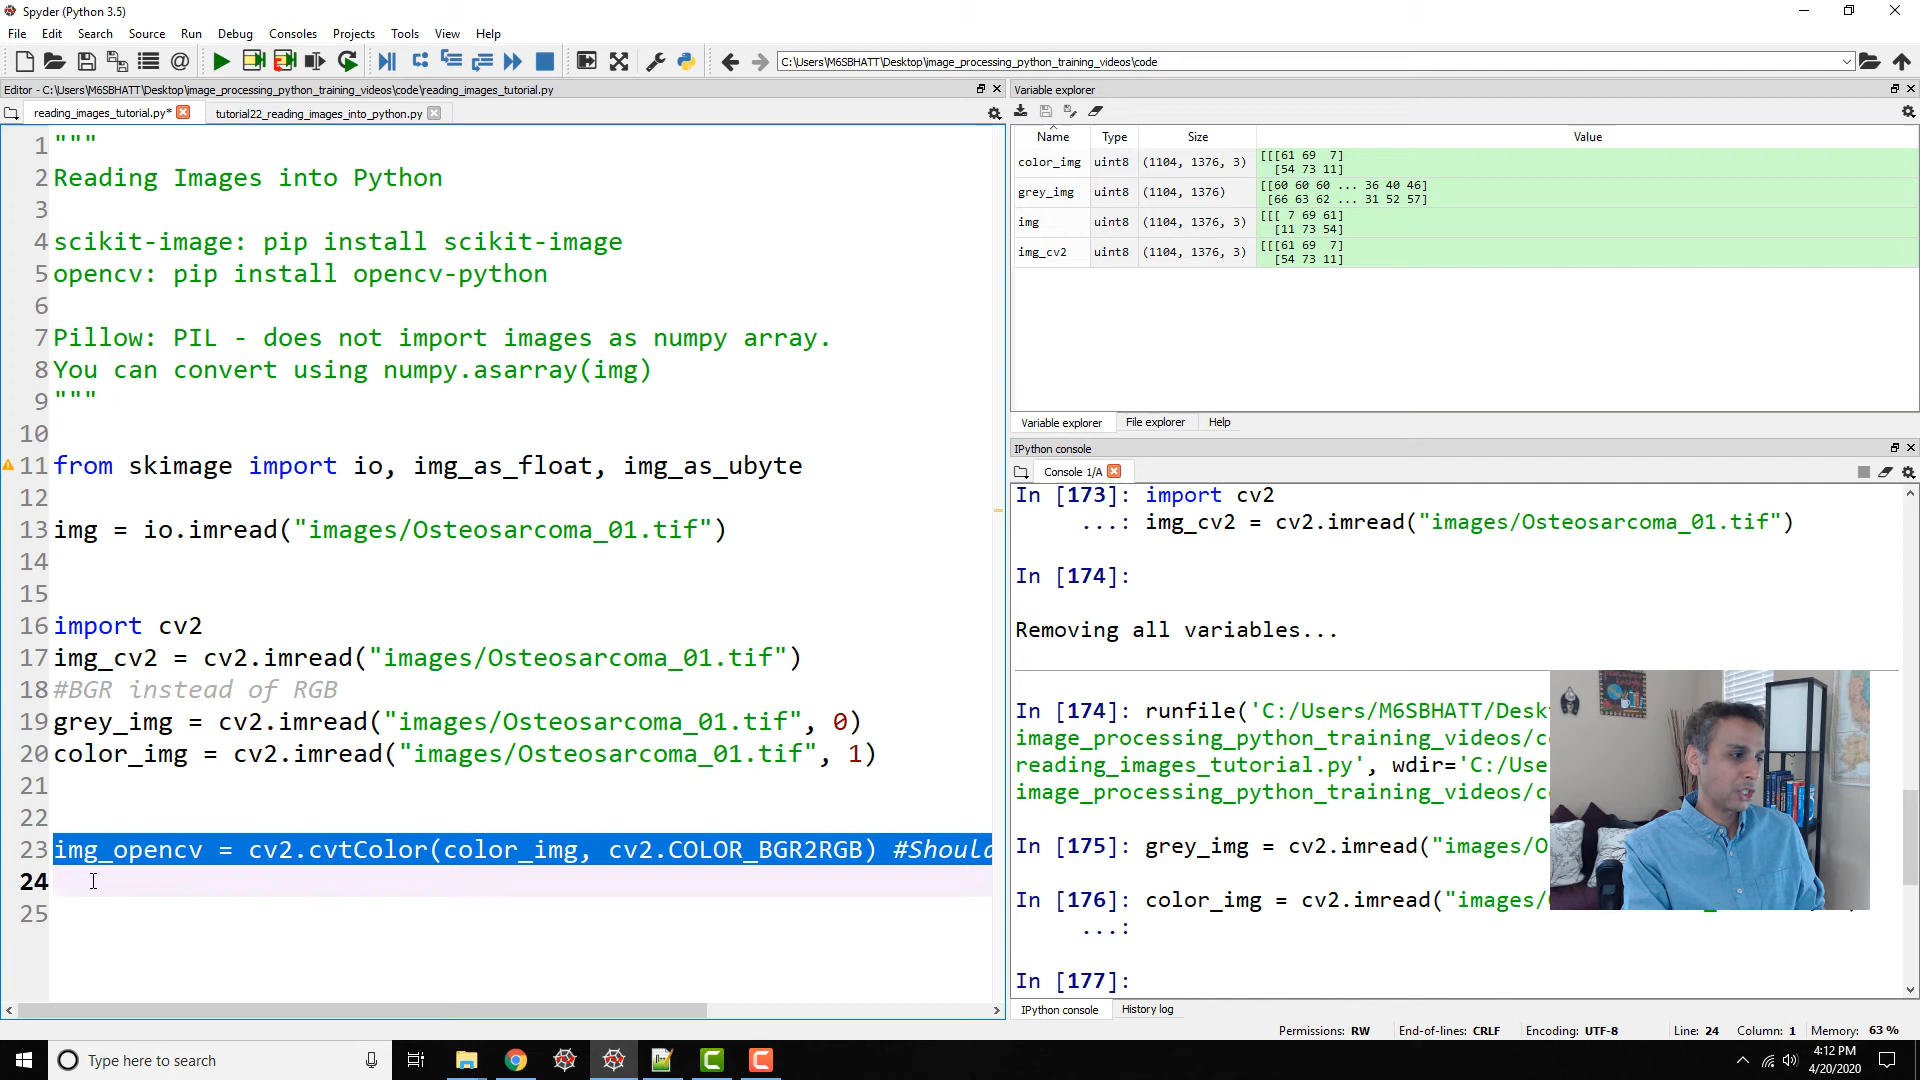 Spyder (Python 3.5)
File Edit Search Source Run Debug Consoles Projects Tools View Help
C:\Users\M6SBHATT\Desktop\image_processing_python_training_videos\code
Editor - C:\Users\M6SBHATT\Desktop\image_processing_python_training_videos\code\reading_images_tutorial.py
reading_images_tutorial.py* tutorial22_reading_images_into_python.py
1 """
2 Reading Images into Python
3
4 scikit-image: pip install scikit-image
5 opencv: pip install opencv-python
6
7 Pillow: PIL - does not import images as numpy array.
8 You can convert using numpy.asarray(img)
9 """
10
11 from skimage import io, img_as_float, img_as_ubyte
12
13 img = io.imread("images/Osteosarcoma_01.tif")
14
15
16 import cv2
17 img_cv2 = cv2.imread("images/Osteosarcoma_01.tif")
18 #BGR instead of RGB
19 grey_img = cv2.imread("images/Osteosarcoma_01.tif", 0)
20 color_img = cv2.imread("images/Osteosarcoma_01.tif", 1)
21
22
23 img_opencv = cv2.cvtColor(color_img, cv2.COLOR_BGR2RGB) #Should
24
25
Variable explorer
Name Type Size Value
color_img uint8 (1104, 1376, 3) [[[61 69 7]
[54 73 11]
grey_img uint8 (1104, 1376) [[60 60 60 ... 36 40 46]
[66 63 62 ... 31 52 57]
img uint8 (1104, 1376, 3) [[[ 7 69 61]
[11 73 54]
img_cv2 uint8 (1104, 1376, 3) [[[61 69 7]
[54 73 11]
Variable explorer File explorer Help
IPython console
Console 1/A
In [173]: import cv2
...: img_cv2 = cv2.imread("images/Osteosarcoma_01.tif")
In [174]:
Removing all variables...
In [174]: runfile('C:/Users/M6SBHATT/Desk
image_processing_python_training_videos/c
reading_images_tutorial.py', wdir='C:/Use
image_processing_python_training_videos/c
In [175]: grey_img = cv2.imread("images/O
In [176]: color_img = cv2.imread("images/
...:
In [177]:
IPython console History log
Permissions: RW End-of-lines: CRLF Encoding: UTF-8 Line: 24 Column: 1 Memory: 63 %
Type here to search
4:12 PM
4/20/2020